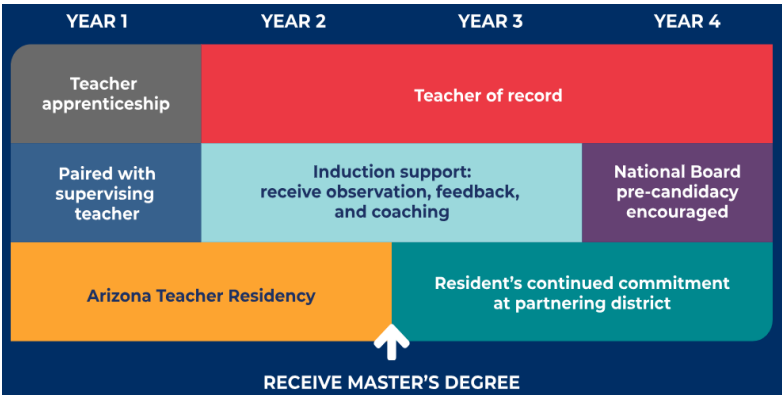 YEAR 1 YEAR 2 YEAR 3 YEAR 4
Teacher
apprenticeship
Teacher of record
Paired with
supervising
teacher
Induction support:
receive observation, feedback,
and coaching
National Board
pre-candidacy
encouraged
Arizona Teacher Residency
Resident's continued commitment
at partnering district
RECEIVE MASTER'S DEGREE